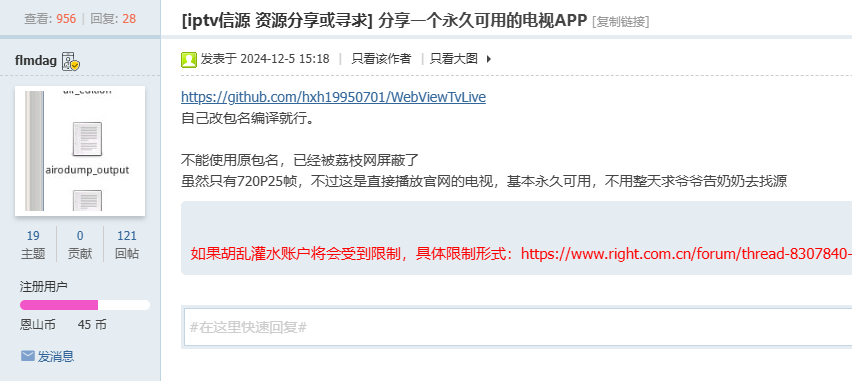 查看: 956 | 回复: 28
[iptv信源 资源分享或寻求] 分享一个永久可用的电视APP [复制链接]
flmdag
发表于 2024-12-5 15:18 | 只看该作者 | 只看大图
https://github.com/hxh19950701/WebViewTvLive
自己改包名编译就行。
不能使用原包名，已经被荔枝网屏蔽了
虽然只有720P25帧，不过这是直接播放官网的电视，基本永久可用，不用整天求爷爷告奶奶去找源
airodump_output
19 0 121
主题 贡献 回帖
如果胡乱灌水账户将会受到限制，具体限制形式：https://www.right.com.cn/forum/thread-8307840-
注册用户
恩山币 45 币
#在这里快速回复#
发消息